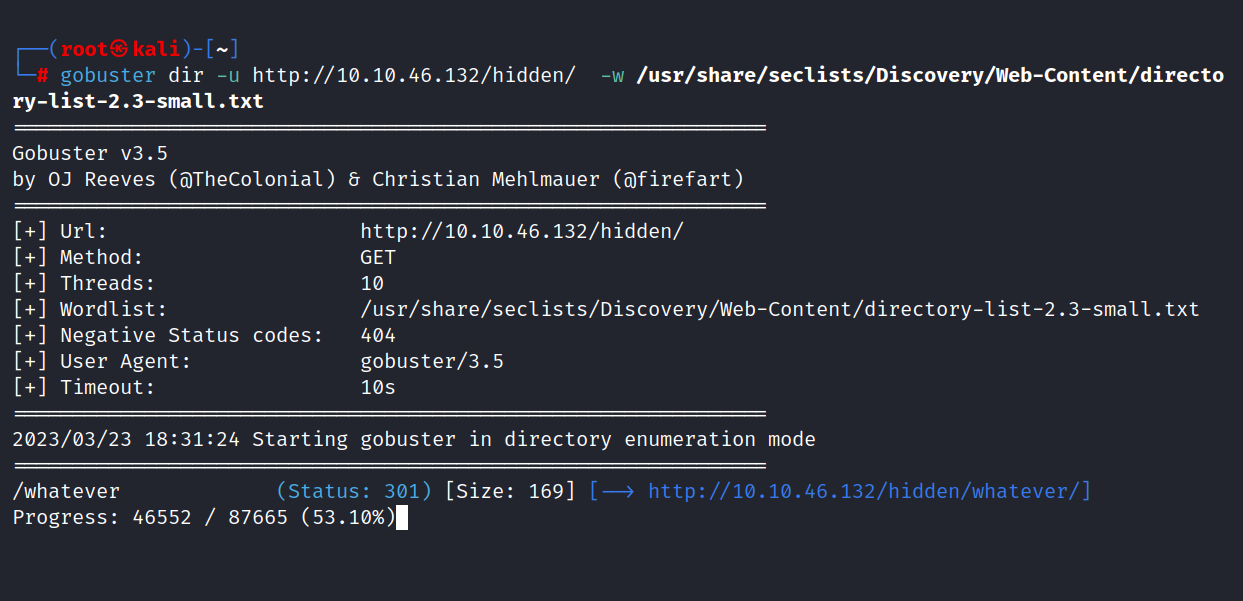 ┌──(root㉿kali)-[~]
└─# gobuster dir -u http://10.10.46.132/hidden/  -w /usr/share/seclists/Discovery/Web-Content/directo
ry-list-2.3-small.txt
===============================================================
Gobuster v3.5
by OJ Reeves (@TheColonial) & Christian Mehlmauer (@firefart)
===============================================================
[+] Url:                     http://10.10.46.132/hidden/
[+] Method:                  GET
[+] Threads:                 10
[+] Wordlist:                /usr/share/seclists/Discovery/Web-Content/directory-list-2.3-small.txt
[+] Negative Status codes:   404
[+] User Agent:              gobuster/3.5
[+] Timeout:                 10s
===============================================================
2023/03/23 18:31:24 Starting gobuster in directory enumeration mode
===============================================================
/whatever             (Status: 301) [Size: 169] [--> http://10.10.46.132/hidden/whatever/]
Progress: 46552 / 87665 (53.10%)